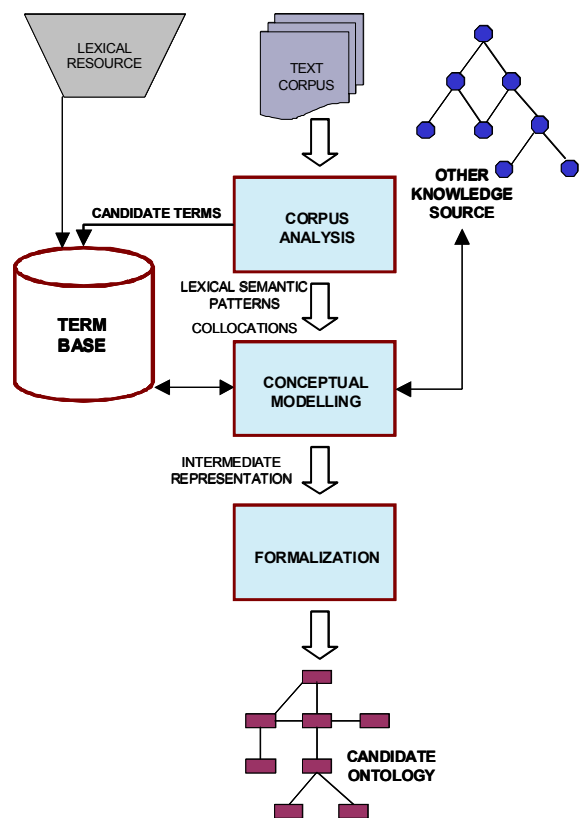 LEXICAL
RESOURCE
TEXT
CORPUS
OTHER
KNOWLEDGE
SOURCE
CANDIDATE TERMS
CORPUS
ANALYSIS
TERM
BASE
LEXICAL SEMANTIC
PATTERNS
COLLOCATIONS
CONCEPTUAL
MODELLING
INTERMEDIATE
REPRESENTATION
FORMALIZATION
CANDIDATE
ONTOLOGY